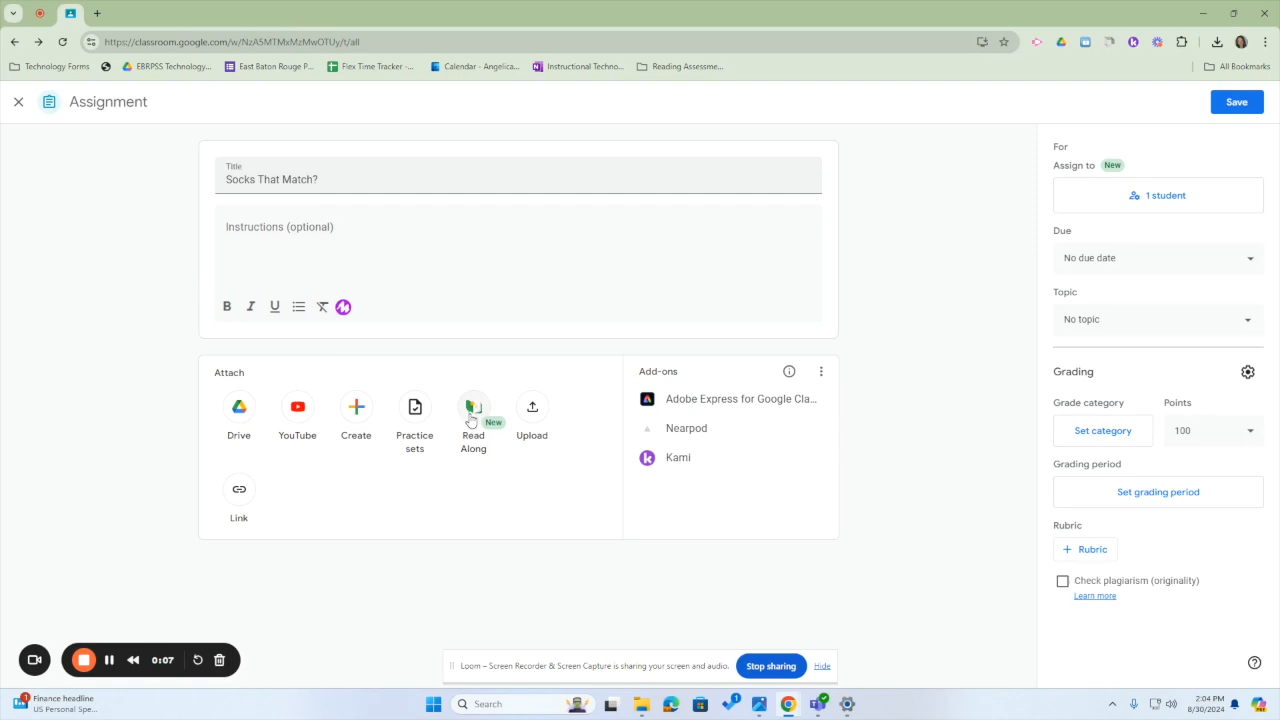 https://classroom.google.com/w/NzA5MTMxMzMwOTUy/t/all
Technology Forms
EBRPSS Technology...
East Baton Rouge P...
Flex Time Tracker -...
Calendar - Angelica...
Instructional Techno...
Reading Assessme...
All Bookmarks
Assignment
Save
Title
Socks That Match?
Instructions (optional)
B I U
For
Assign to New
1 student
Due
No due date
Topic
No topic
Attach
Drive
YouTube
Create
Practice
sets
New
Read
Along
Upload
Link
Add-ons
Adobe Express for Google Cla...
Nearpod
Kami
Grading
Grade category
Points
Set category
100
Grading period
Set grading period
Rubric
+ Rubric
Check plagiarism (originality)
Learn more
0:07
Loom – Screen Recorder & Screen Capture is sharing your screen and audio.
Stop sharing
Hide
1
Finance headline
US Personal Spe...
Search
1
2:04 PM
8/30/2024